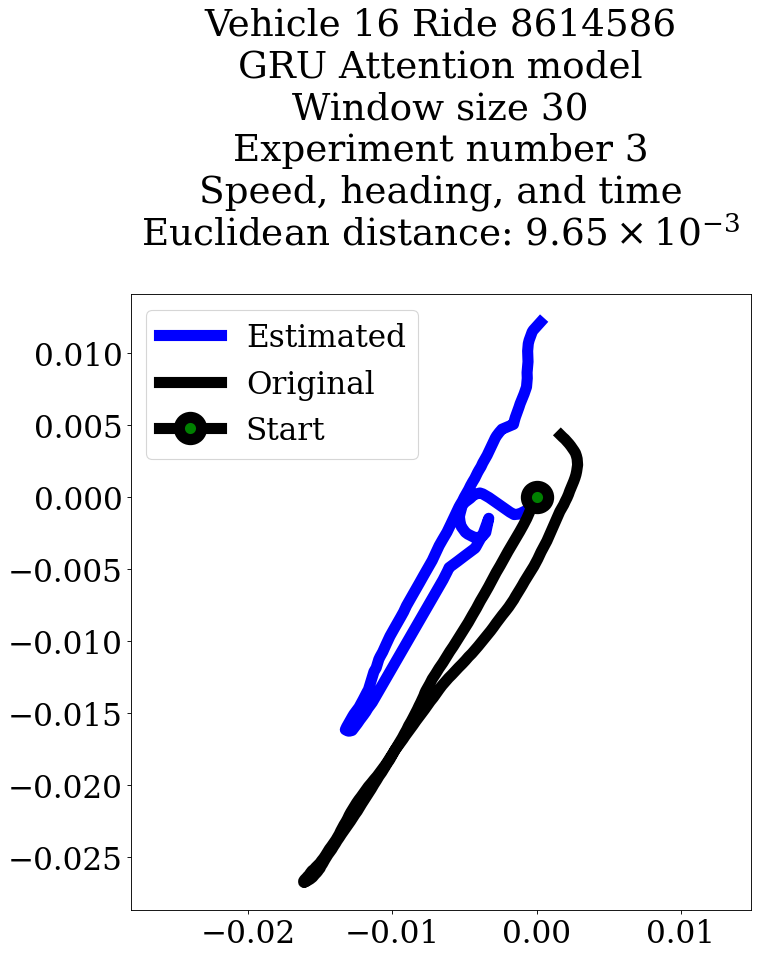 Vehicle 16 Ride 8614586
GRU Attention model
Window size 30
Experiment number 3
Speed, heading, and time
Euclidean distance: 9.65 × 10⁻³
Estimated
Original
Start
0.010
0.005
0.000
−0.005
−0.010
−0.015
−0.020
−0.025
−0.02
−0.01
0.00
0.01